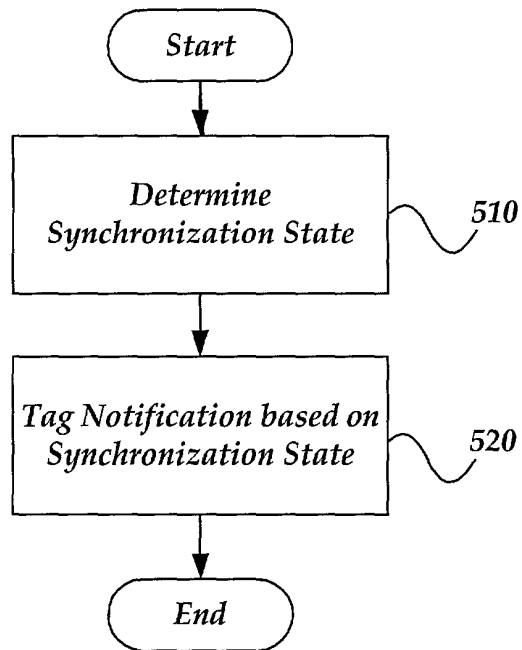 Start
Determine
Synchronization State
510
Tag Notification based on
Synchronization State
520
End